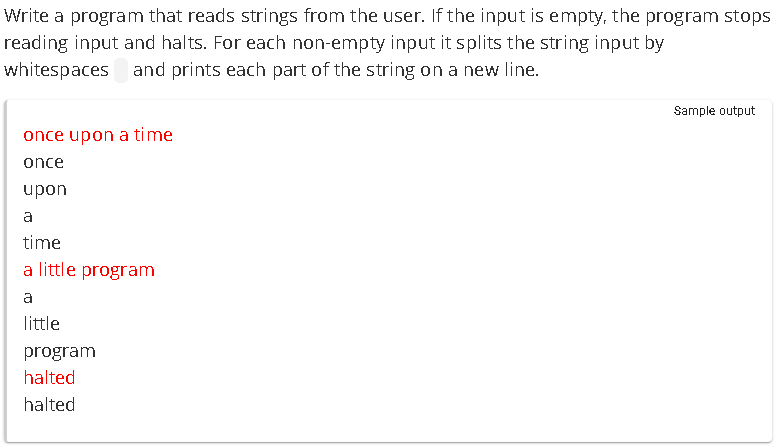 Write a program that reads strings from the user. If the input is empty, the program stops
reading input and halts. For each non-empty input it splits the string input by
whitespaces and prints each part of the string on a new line.
Sample output
once upon a time
once
upon
a
time
a little program
a
little
program
halted
halted